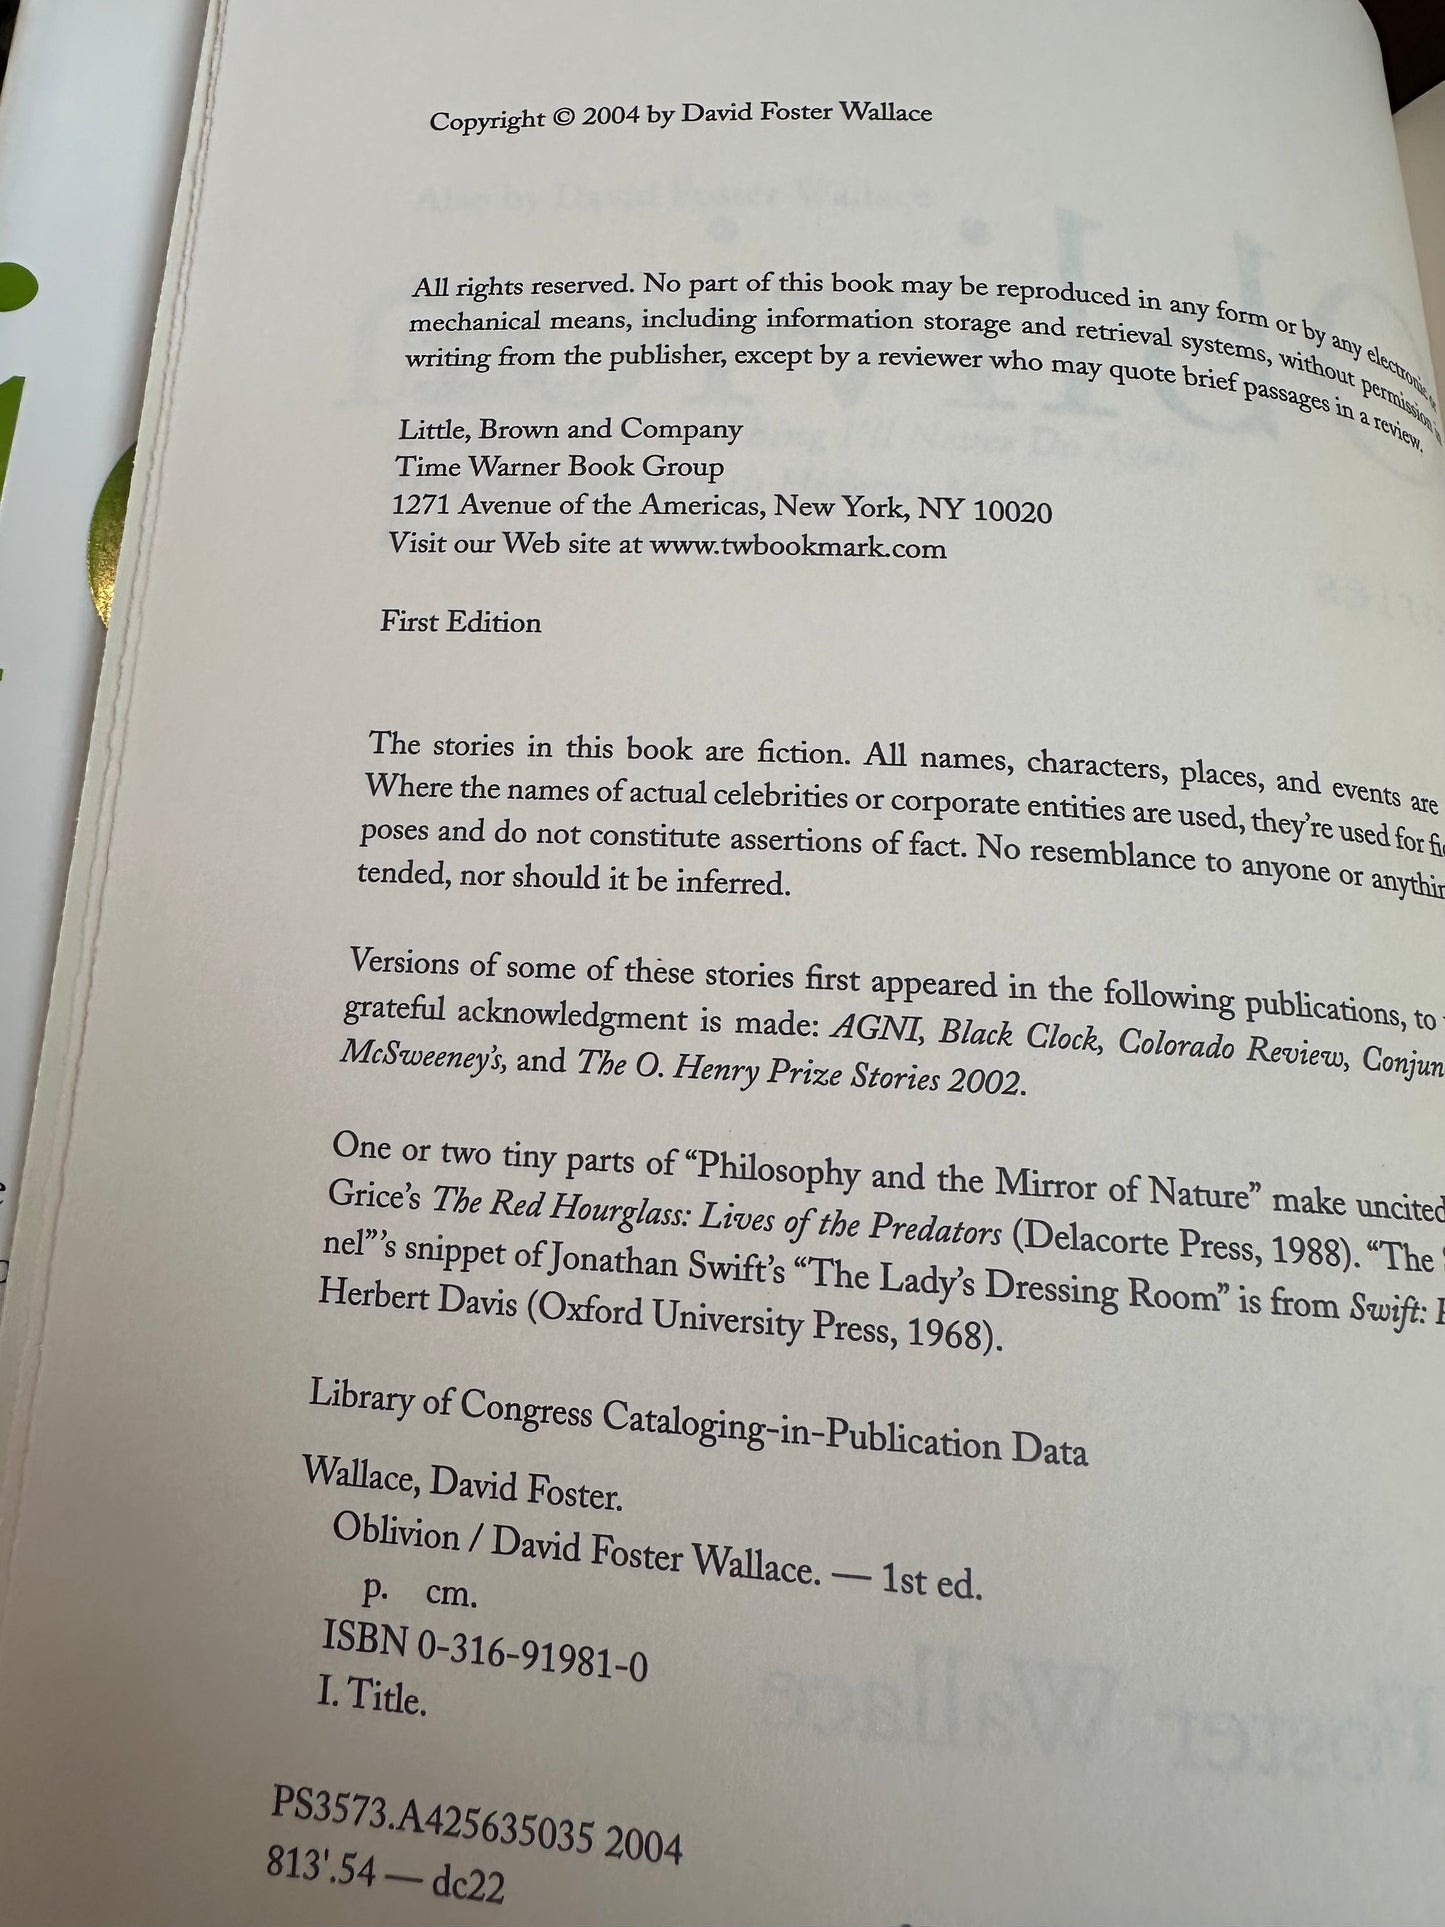 Copyright © 2004 by David Foster Wallace
All rights reserved. No part of this book may be reproduced in any form or by any electronic or
mechanical means, including information storage and retrieval systems, without permission in
writing from the publisher, except by a reviewer who may quote brief passages in a review.
Little, Brown and Company
Time Warner Book Group
1271 Avenue of the Americas, New York, NY 10020
Visit our Web site at www.twbookmark.com
First Edition
The stories in this book are fiction. All names, characters, places, and events are
Where the names of actual celebrities or corporate entities are used, they’re used for
poses and do not constitute assertions of fact. No resemblance to anyone or
tended, nor should it be inferred.
Versions of some of these stories first appeared in the following publications, to
grateful acknowledgment is made: AGNI, Black Clock, Colorado Review, Conjun
McSweeney’s, and The O. Henry Prize Stories 2002.
One or two tiny parts of “Philosophy and the Mirror of Nature” make uncited
Grice’s The Red Hourglass: Lives of the Predators (Delacorte Press, 1988). “The
nel”’s snippet of Jonathan Swift’s “The Lady’s Dressing Room” is from Swift:
Herbert Davis (Oxford University Press, 1968).
Library of Congress Cataloging-in-Publication Data
Wallace, David Foster.
Oblivion / David Foster Wallace. — 1st ed.
p. cm.
ISBN 0-316-91981-0
I. Title.
PS3573.A425635035 2004
813'.54 — dc22